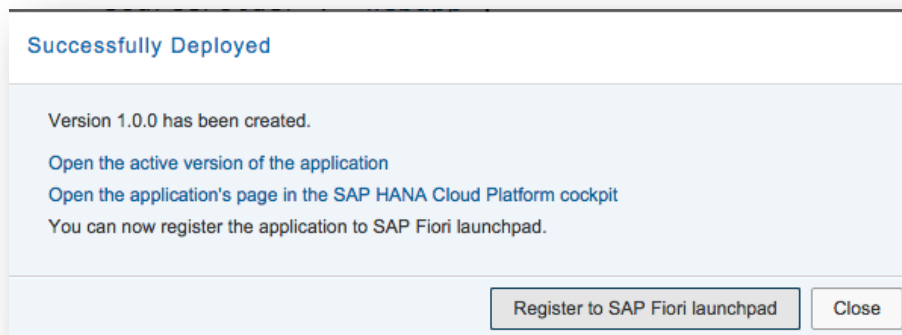 Successfully Deployed
Version 1.0.0 has been created.
Open the active version of the application
Open the application's page in the SAP HANA Cloud Platform cockpit
You can now register the application to SAP Fiori launchpad.
Register to SAP Fiori launchpad
Close